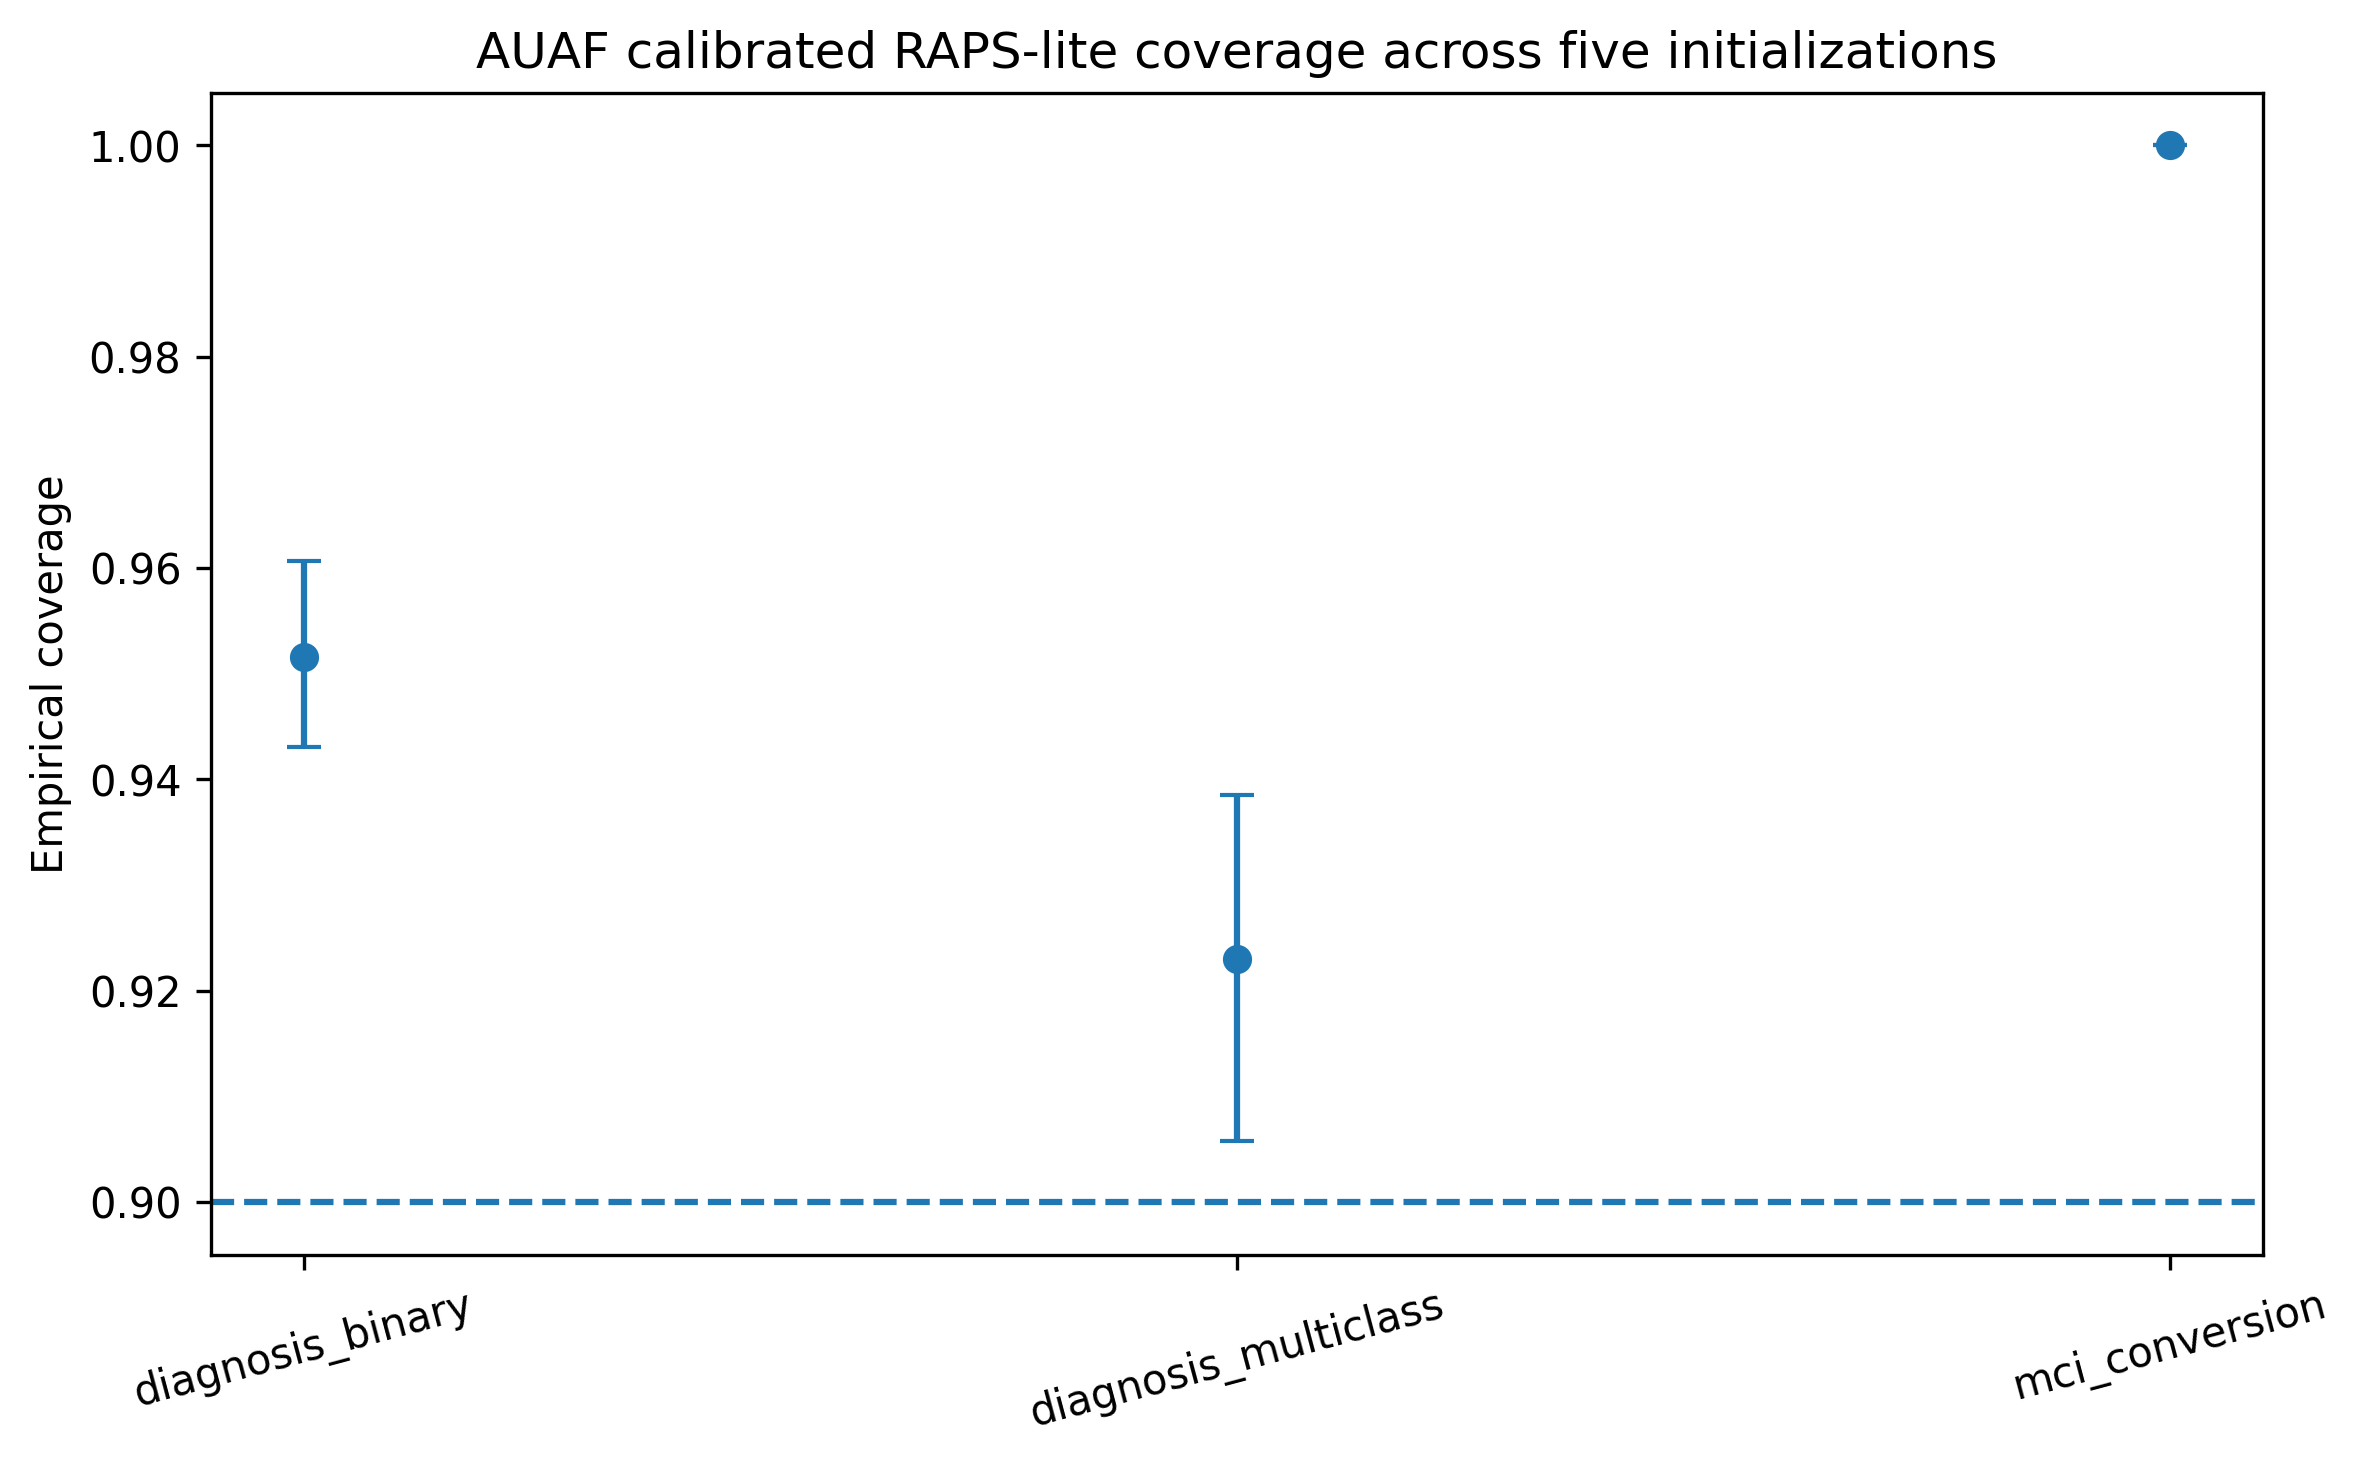 AUAF calibrated RAPS-lite coverage across five initializations
Empirical coverage
1.00
0.98
0.96
0.94
0.92
0.90
diagnosis_binary
diagnosis_multiclass
mci_conversion